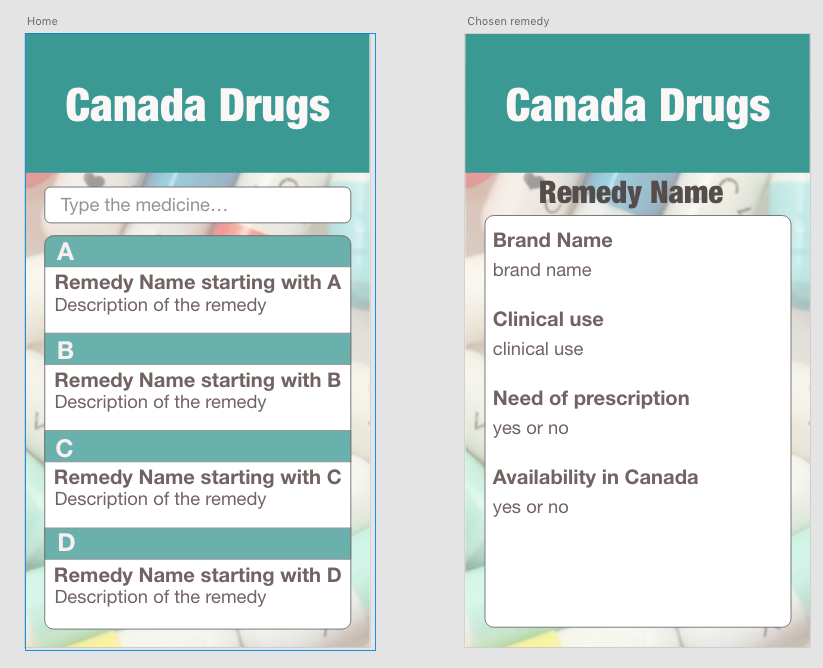 Home
Canada Drugs
Type the medicine...
A
Remedy Name starting with A
Description of the remedy
B
Remedy Name starting with B
Description of the remedy
C
Remedy Name starting with C
Description of the remedy
D
Remedy Name starting with D
Description of the remedy
Chosen remedy
Canada Drugs
Remedy Name
Brand Name
brand name
Clinical use
clinical use
Need of prescription
yes or no
Availability in Canada
yes or no